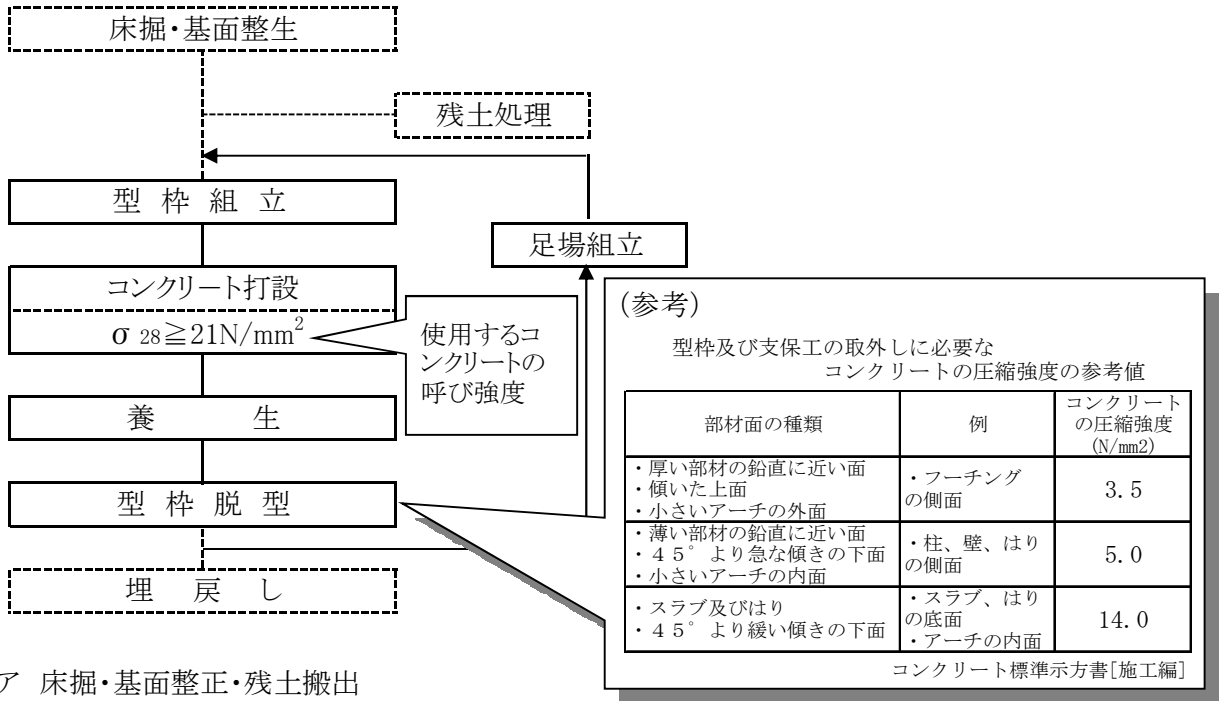 床掘・基面整生
残土処理
型 枠 組 立
足場組立
コンクリート打設
σ 28≧21N/mm2
使用するコ
ンクリートの
呼び強度
養 生
型 枠 脱 型
埋 戻 し
(参考)
型枠及び支保工の取外しに必要な
コンクリートの圧縮強度の参考値
部材面の種類
例
コンクリート
の圧縮強度
(N/mm2)
・厚い部材の鉛直に近い面
・傾いた上面
・小さいアーチの外面
・フーチング
の側面
3.5
・薄い部材の鉛直に近い面
・45°より急な傾きの下面
・小さいアーチの内面
・柱、壁、はり
の側面
5.0
・スラブ及びはり
・45°より緩い傾きの下面
・スラブ、はり
の底面
・アーチの内面
14.0
コンクリート標準示方書[施工編]
ア 床掘・基面整正・残土搬出